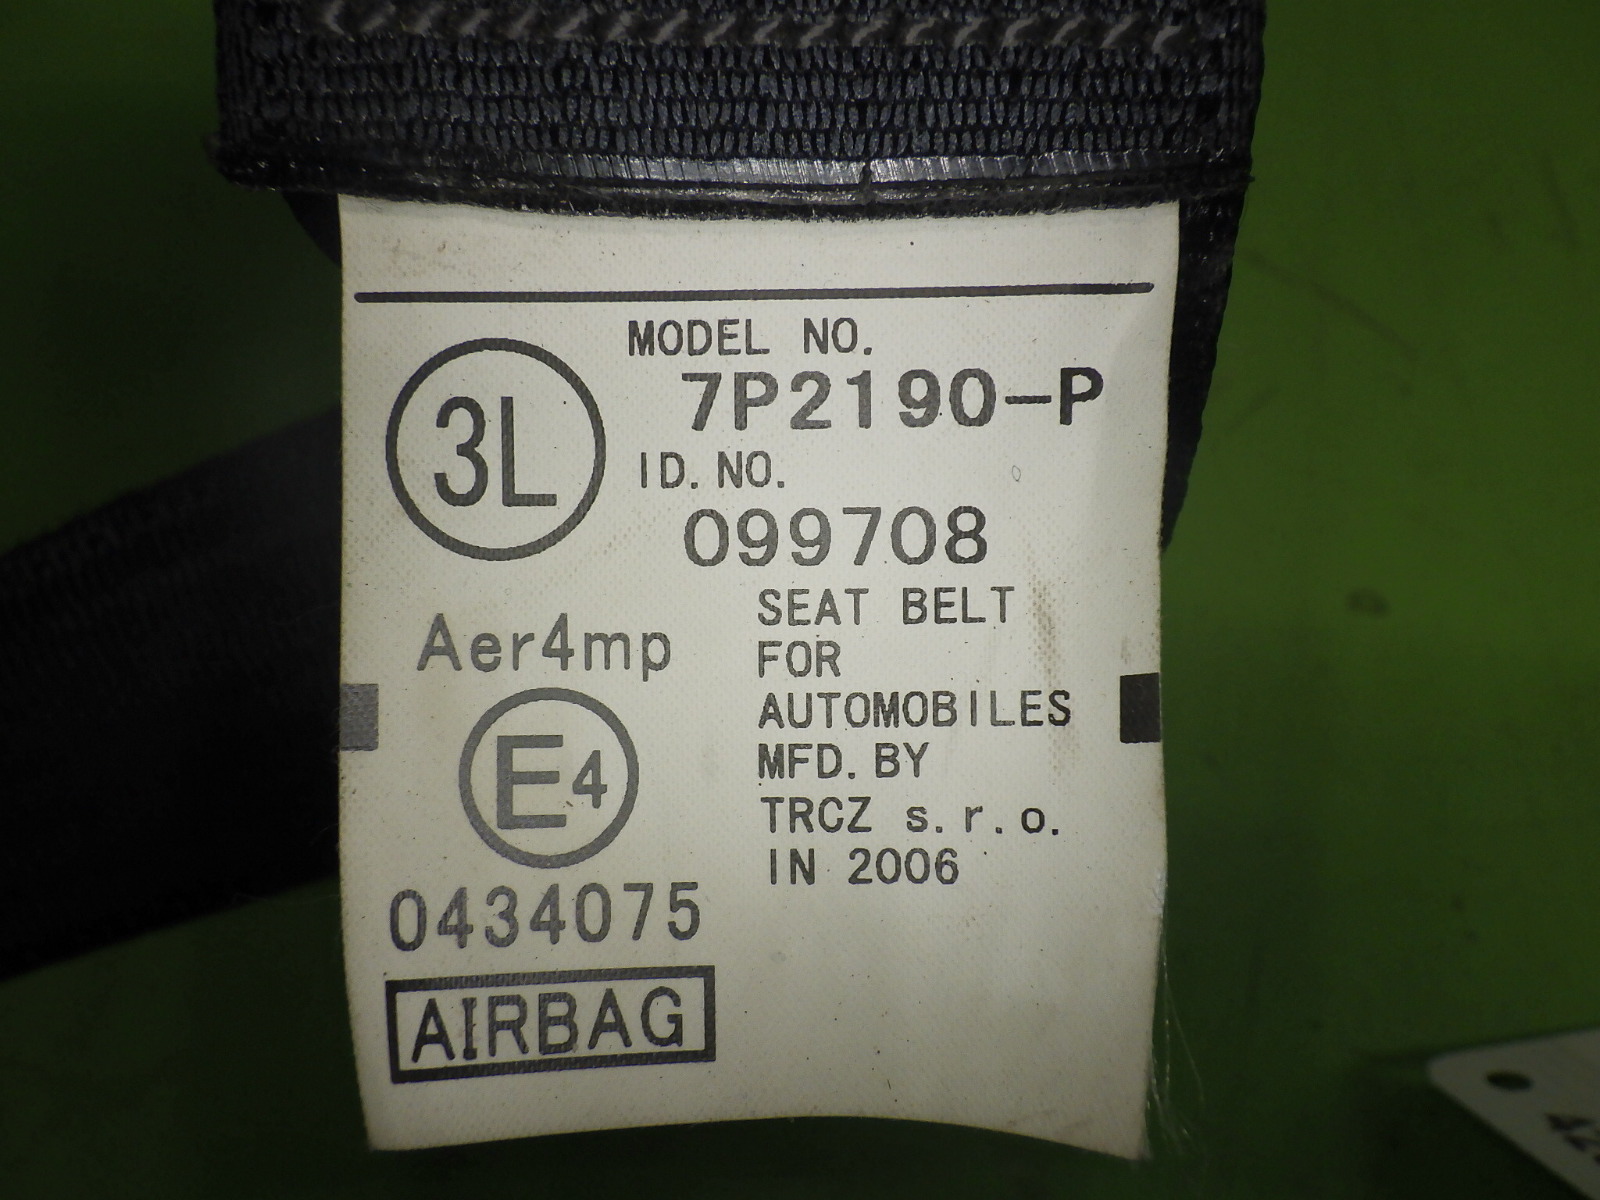 MODEL NO.
7P2190-P
3L
ID. NO.
099708
SEAT BELT
FOR
AUTOMOBILES
MFD. BY
TRCZ s.r.o.
IN 2006
Aer4mp
E4
0434075
AIRBAG